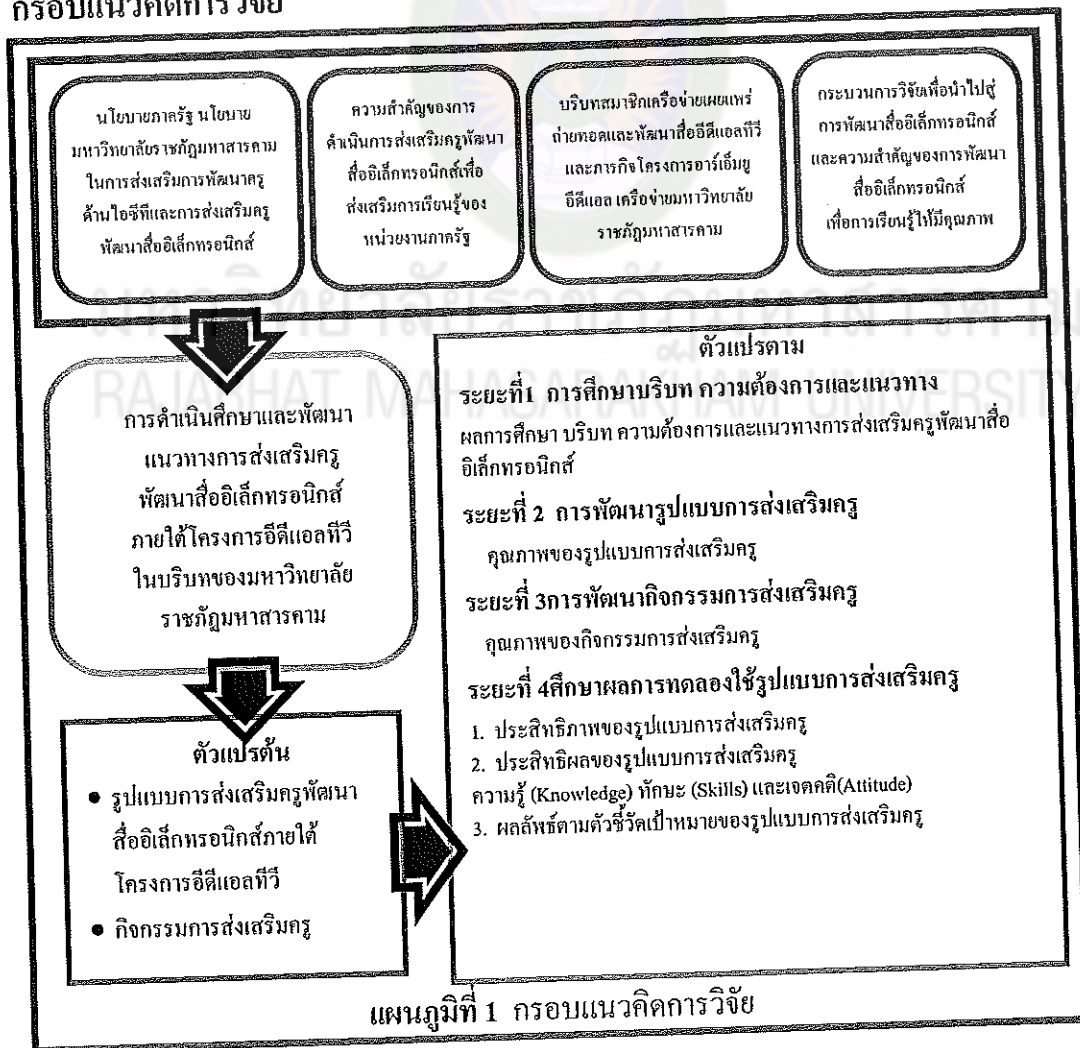 กรอบแนวคิดการวิจัย
นโยบายภาครัฐ นโยบาย
มหาวิทยาลัยราชภัฏมหาสารคาม
ในการส่งเสริมการพัฒนาครู
ด้านไอซีทีและการส่งเสริมครู
พัฒนาสื่ออิเล็กทรอนิกส์
ความสำคัญของการ
ดำเนินการส่งเสริมครูพัฒนา
สื่ออิเล็กทรอนิกส์เพื่อ
ส่งเสริมการเรียนรู้ของ
หน่วยงานภาครัฐ
บริบทสมาชิกเครือข่ายเผยแพร่
ถ่ายทอดและพัฒนาสื่ออีดีแอลทีวี
และภารกิจโครงการอาร์เอ็มยู
อีดีแอล เครือข่ายมหาวิทยาลัย
ราชภัฏมหาสารคาม
กระบวนการวิจัยเพื่อนำไปสู่
การพัฒนาสื่ออิเล็กทรอนิกส์
และความสำคัญของการพัฒนา
สื่ออิเล็กทรอนิกส์
เพื่อการเรียนรู้ให้มีคุณภาพ
มหาวิทยาลัยราชภัฏมหาสารคาม
RAJABHAT MAHASARAKHAM UNIVERSITY
การดำเนินศึกษาและพัฒนา
แนวทางการส่งเสริมครู
พัฒนาสื่ออิเล็กทรอนิกส์
ภายใต้โครงการอีดีแอลทีวี
ในบริบทของมหาวิทยาลัย
ราชภัฏมหาสารคาม
ตัวแปรต้น
● รูปแบบการส่งเสริมครูพัฒนา
สื่ออิเล็กทรอนิกส์ภายใต้
โครงการอีดีแอลทีวี
● กิจกรรมการส่งเสริมครู
ตัวแปรตาม
ระยะที่1 การศึกษาบริบท ความต้องการและแนวทาง
ผลการศึกษา บริบท ความต้องการและแนวทางการส่งเสริมครูพัฒนาสื่อ
อิเล็กทรอนิกส์
ระยะที่ 2 การพัฒนารูปแบบการส่งเสริมครู
คุณภาพของรูปแบบการส่งเสริมครู
ระยะที่ 3การพัฒนากิจกรรมการส่งเสริมครู
คุณภาพของกิจกรรมการส่งเสริมครู
ระยะที่ 4ศึกษาผลการทดลองใช้รูปแบบการส่งเสริมครู
1. ประสิทธิภาพของรูปแบบการส่งเสริมครู
2. ประสิทธิผลของรูปแบบการส่งเสริมครู
ความรู้ (Knowledge) ทักษะ (Skills) และเจตคติ(Attitude)
3. ผลลัพธ์ตามตัวชี้วัดเป้าหมายของรูปแบบการส่งเสริมครู
แผนภูมิที่ 1 กรอบแนวคิดการวิจัย